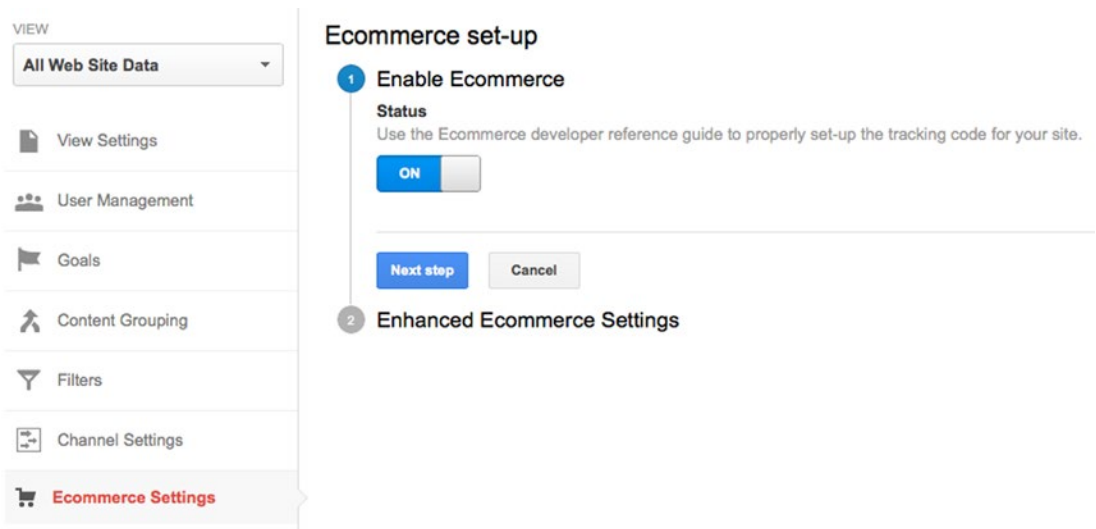 VIEW
All Web Site Data
View Settings
User Management
Goals
Content Grouping
Filters
Channel Settings
Ecommerce Settings
Ecommerce set-up
1 Enable Ecommerce
Status
Use the Ecommerce developer reference guide to properly set-up the tracking code for your site.
ON
Next step Cancel
2 Enhanced Ecommerce Settings